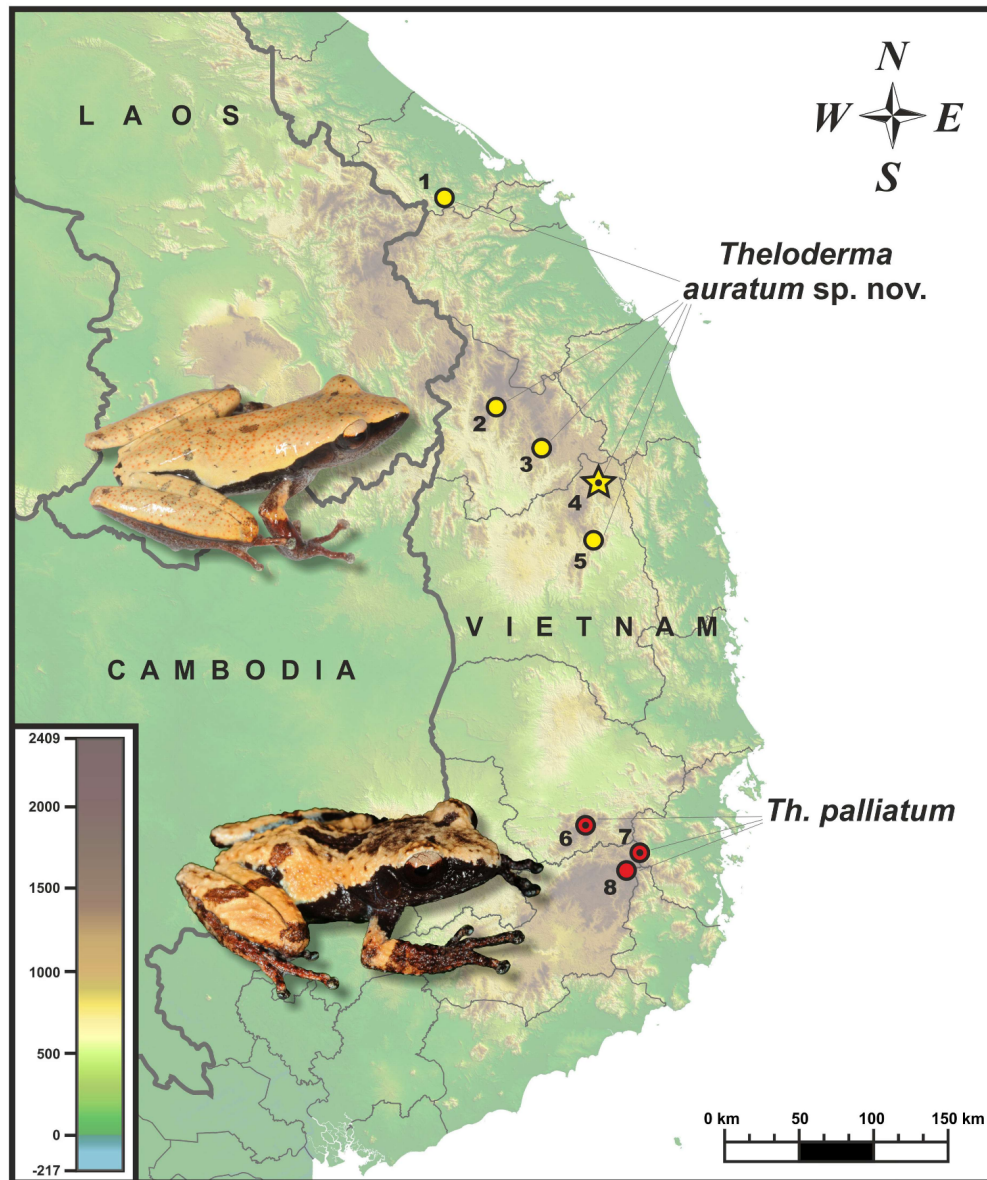 N
W E
S
L A O S
1
Theloderma
auratum sp. nov.
2
3
4
5
V I E T N A M
C A M B O D I A
2409
2000
1500
1000
500
0
-217
Th. palliatum
6
7
8
0 km 50 100 150 km